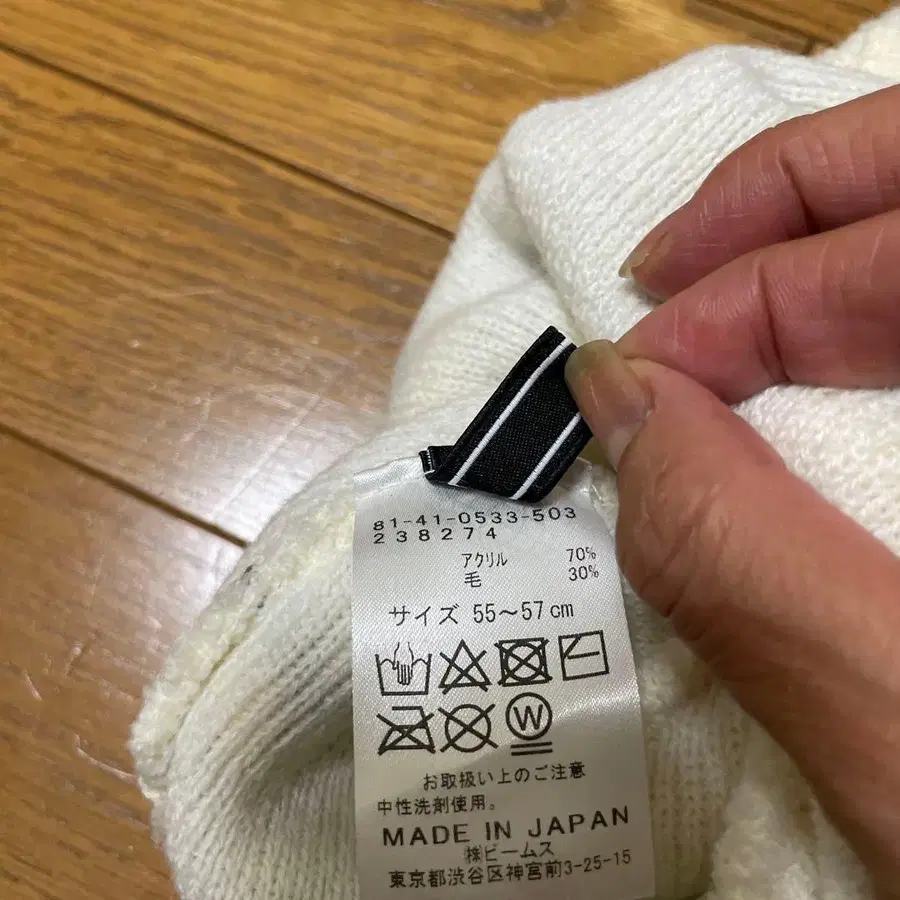 81-41-0533-503
238274
アクリル 70%
毛 30%
サイズ 55～57cm
W
お取扱い上のご注意
中性洗剤使用。
MADE IN JAPAN
㈱ビームス
東京都渋谷区神宮前3-25-15